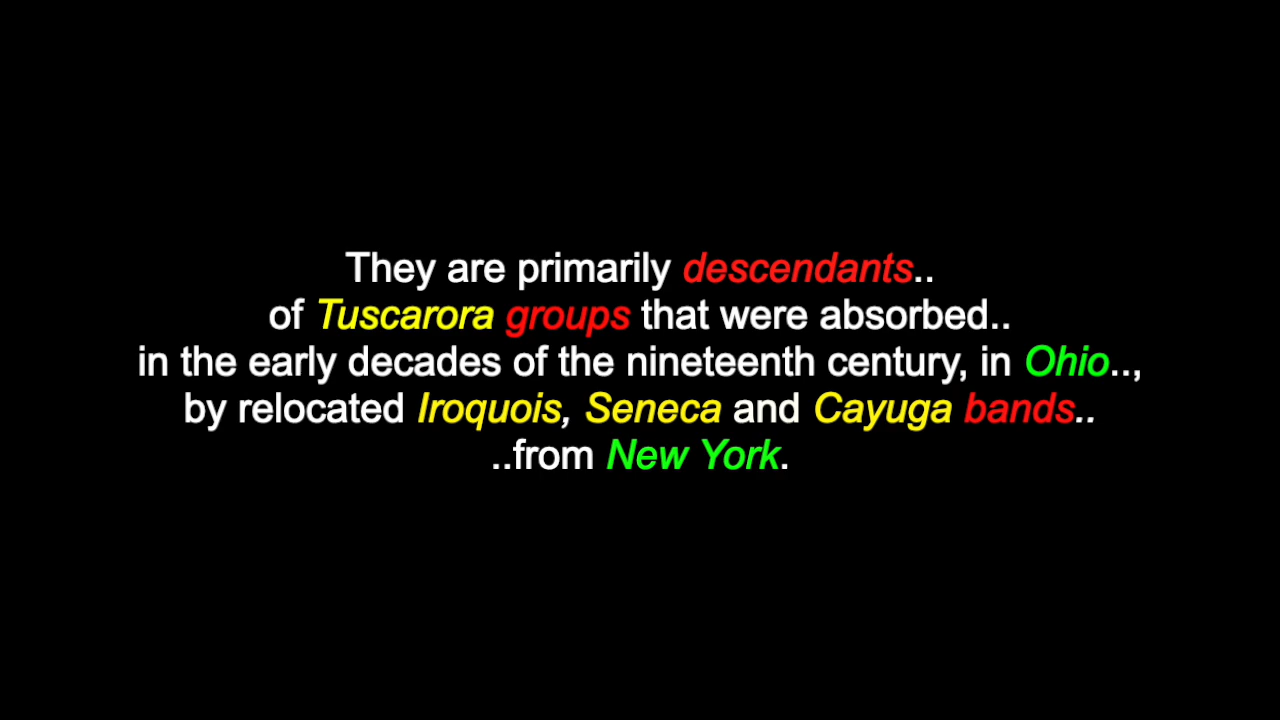 They are primarily descendants..
of Tuscarora groups that were absorbed..
in the early decades of the nineteenth century, in Ohio..,
by relocated Iroquois, Seneca and Cayuga bands..
..from New York.